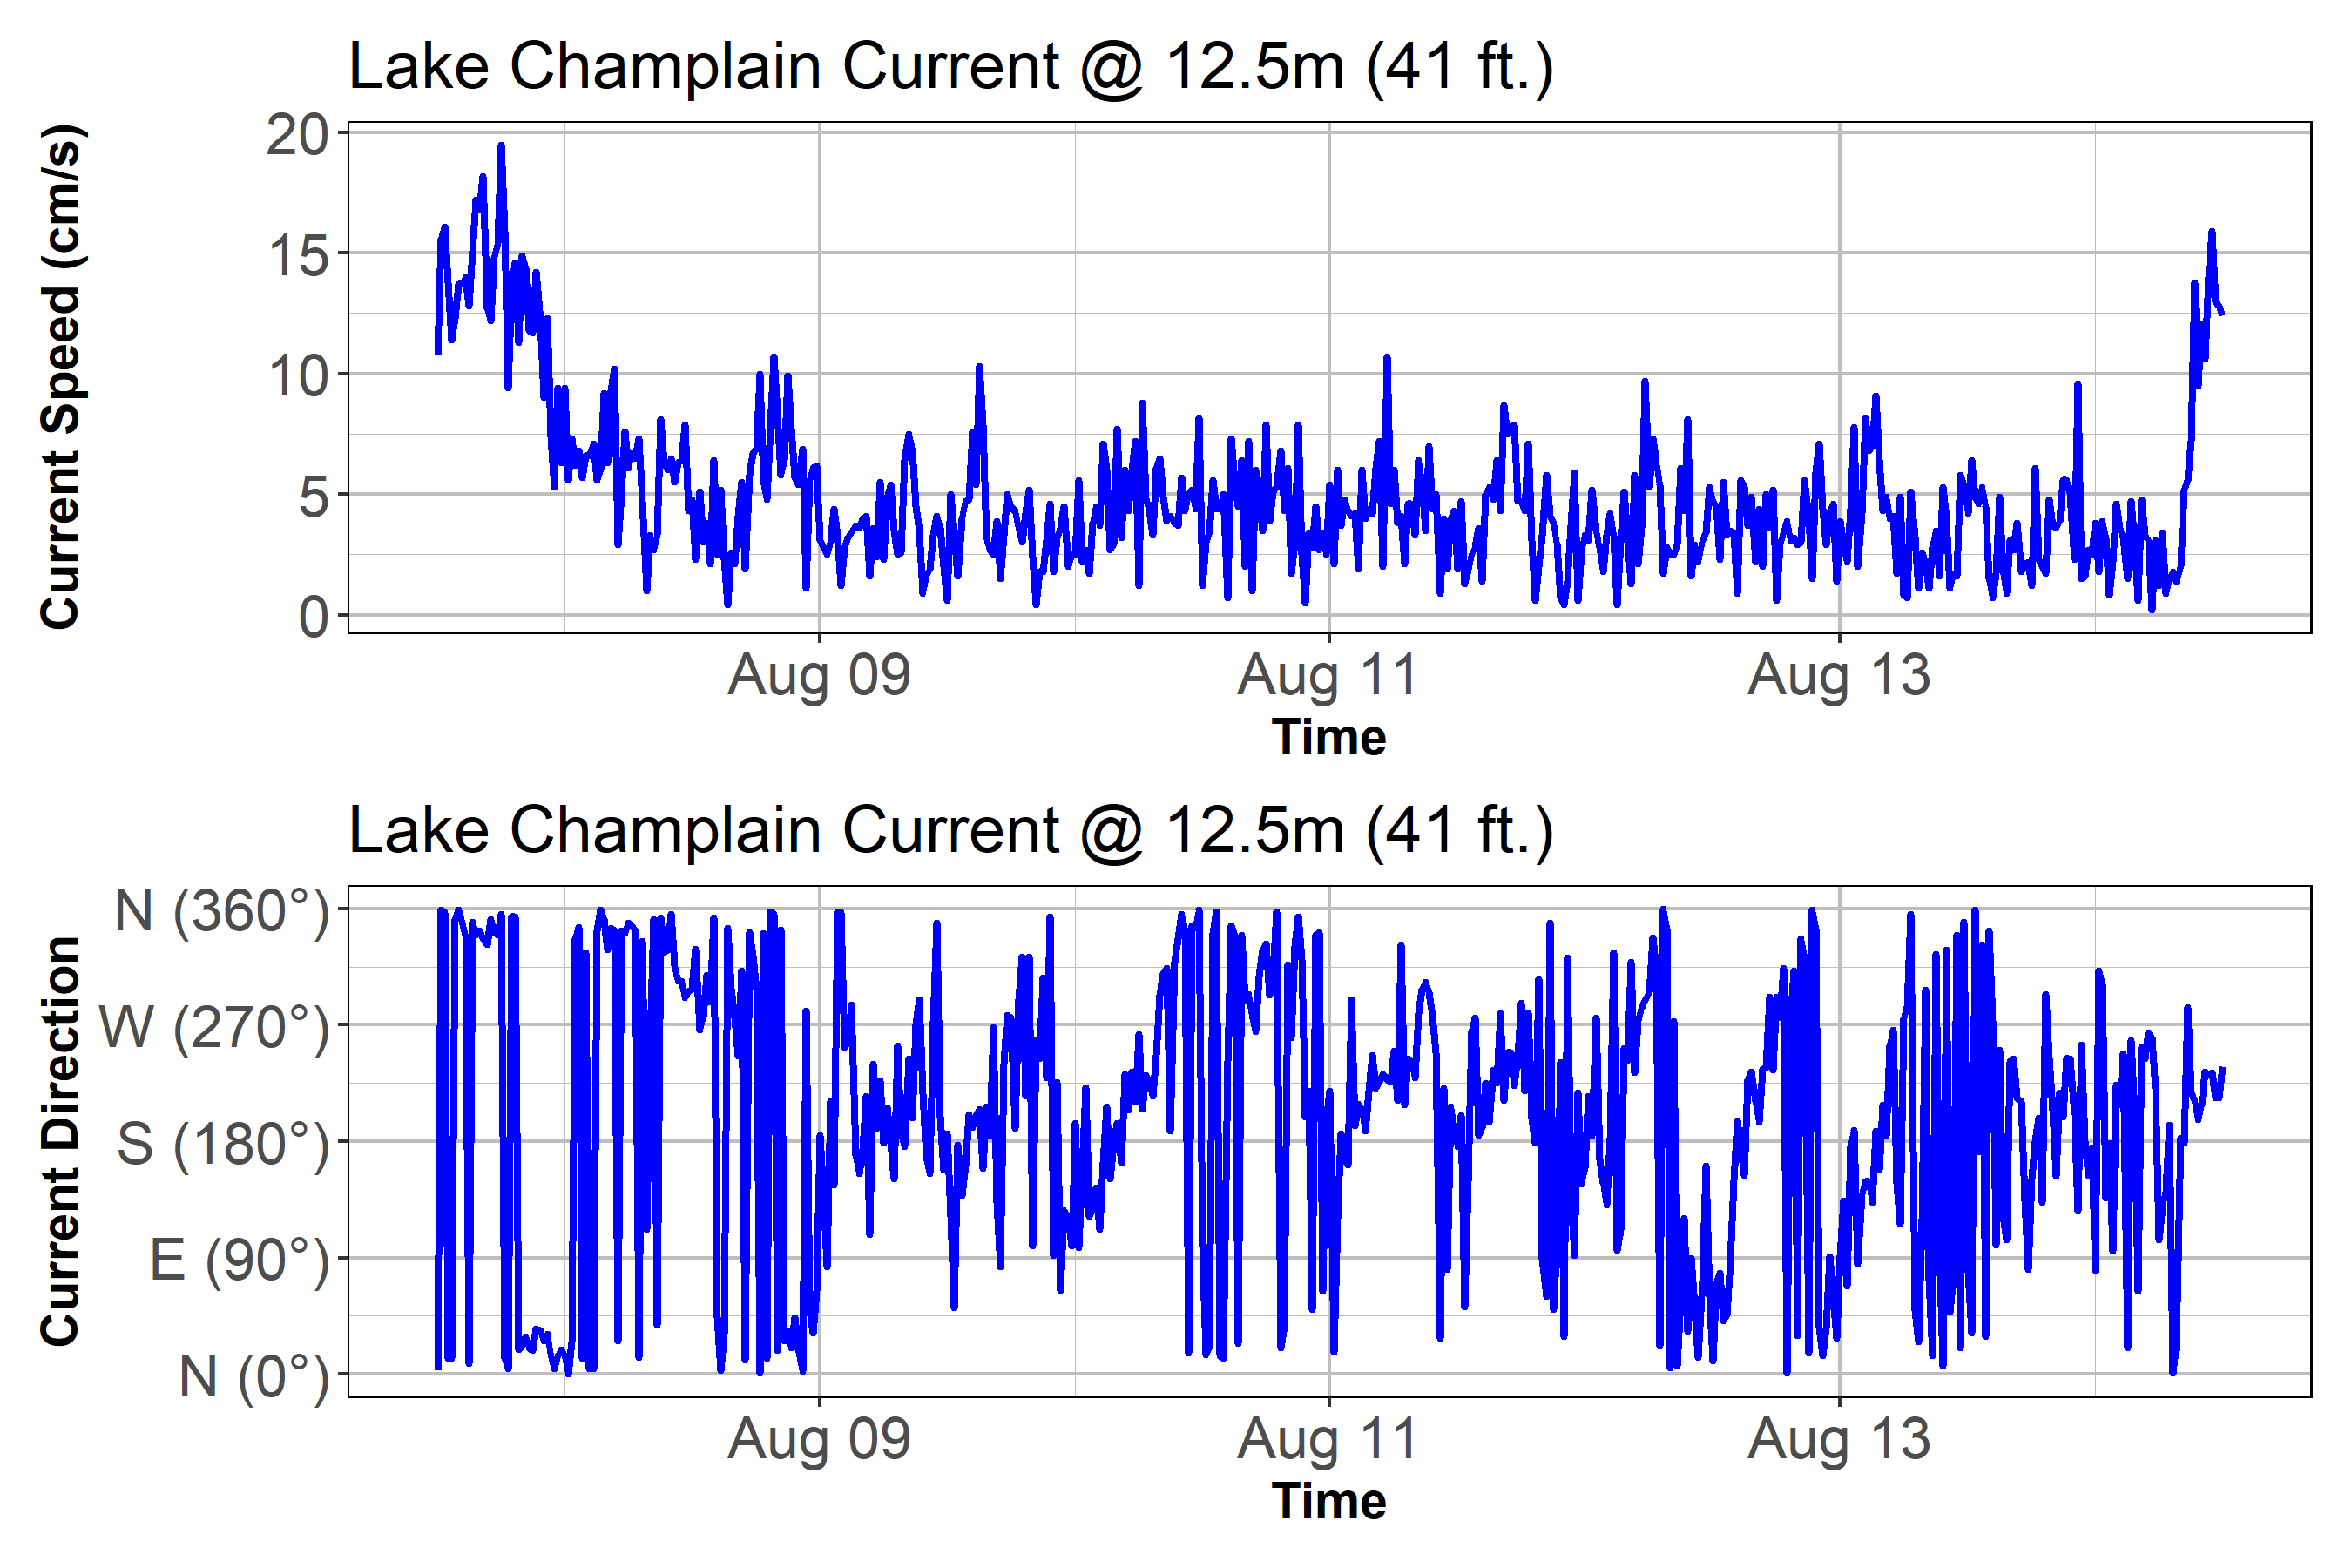 Lake Champlain Current @ 12.5m (41 ft.)
Current Speed (cm/s)
20
15
10
5
0
Aug 09 Aug 11 Aug 13
Time
Lake Champlain Current @ 12.5m (41 ft.)
Current Direction
N (360°)
W (270°)
S (180°)
E (90°)
N (0°)
Aug 09 Aug 11 Aug 13
Time